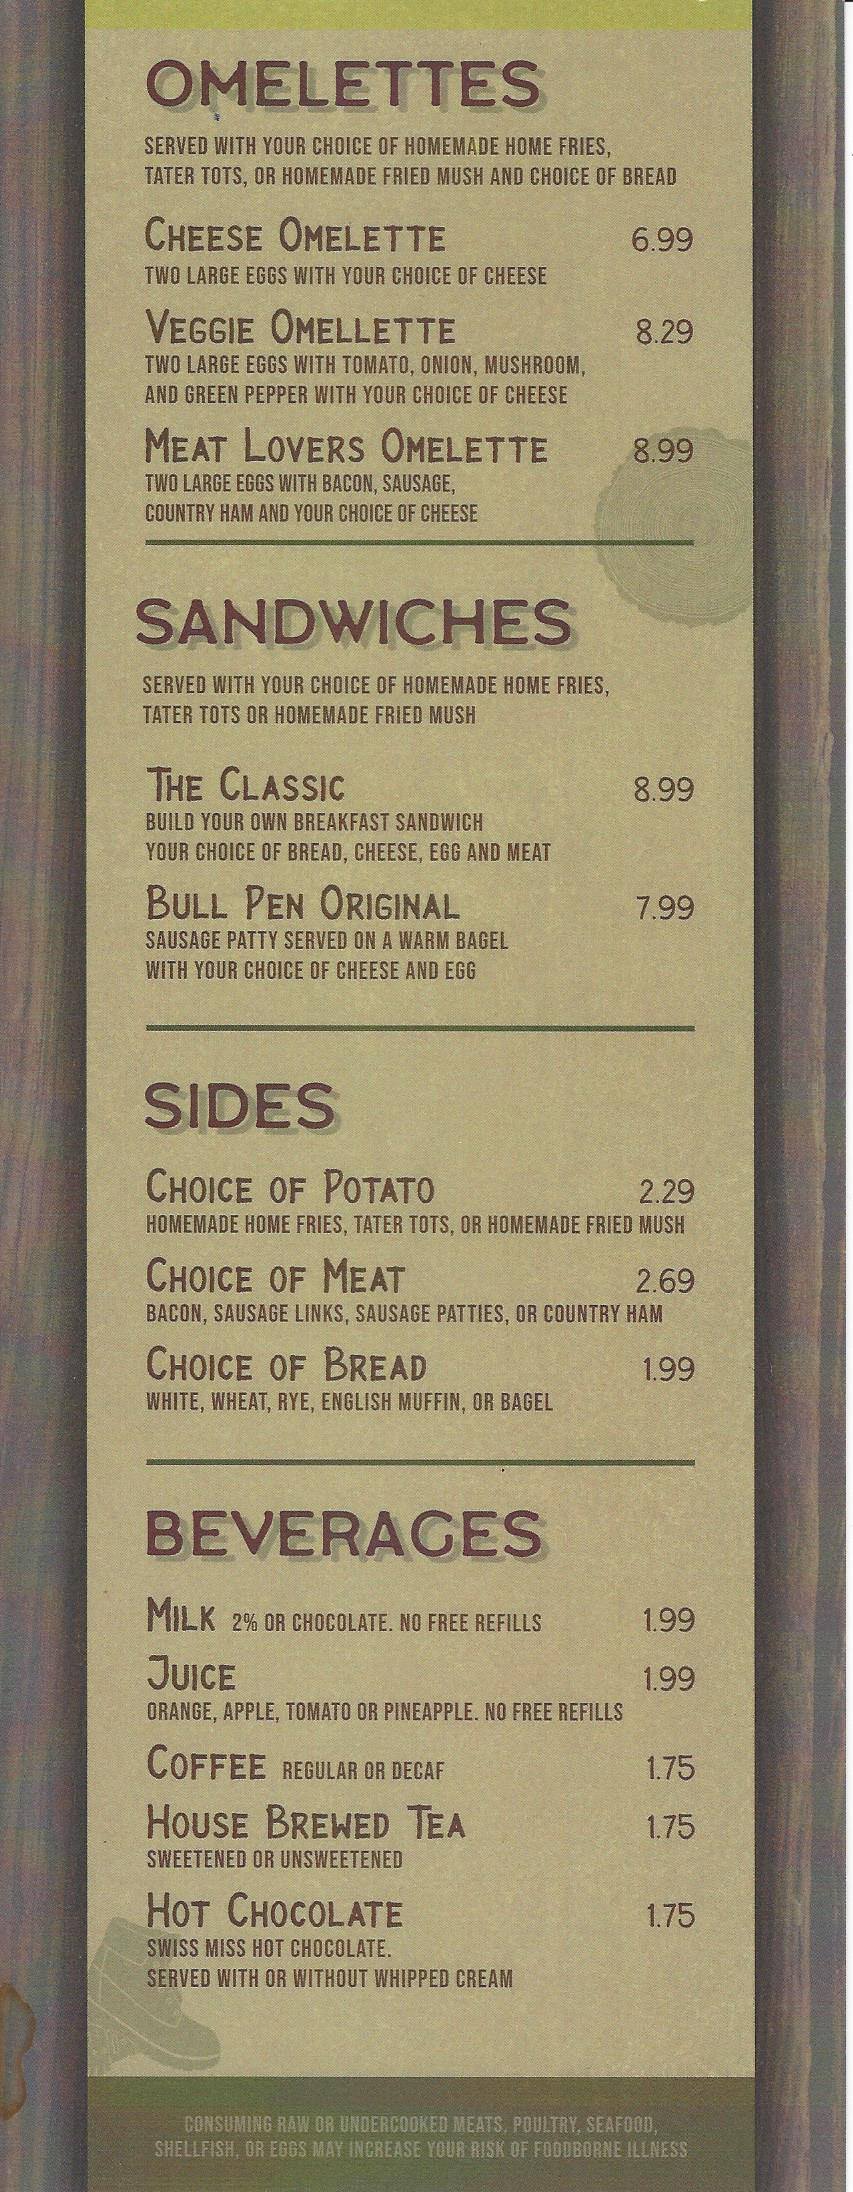 OMELETTES
SERVED WITH YOUR CHOICE OF HOMEMADE HOME FRIES,
TATER TOTS, OR HOMEMADE FRIED MUSH AND CHOICE OF BREAD
CHEESE OMELETTE 6.99
TWO LARGE EGGS WITH YOUR CHOICE OF CHEESE
VEGGIE OMELLETTE 8.29
TWO LARGE EGGS WITH TOMATO, ONION, MUSHROOM,
AND GREEN PEPPER WITH YOUR CHOICE OF CHEESE
MEAT LOVERS OMELETTE 8.99
TWO LARGE EGGS WITH BACON, SAUSAGE,
COUNTRY HAM AND YOUR CHOICE OF CHEESE
SANDWICHES
SERVED WITH YOUR CHOICE OF HOMEMADE HOME FRIES,
TATER TOTS OR HOMEMADE FRIED MUSH
THE CLASSIC 8.99
BUILD YOUR OWN BREAKFAST SANDWICH
YOUR CHOICE OF BREAD, CHEESE, EGG AND MEAT
BULL PEN ORIGINAL 7.99
SAUSAGE PATTY SERVED ON A WARM BAGEL
WITH YOUR CHOICE OF CHEESE AND EGG
SIDES
CHOICE OF POTATO 2.29
HOMEMADE HOME FRIES, TATER TOTS, OR HOMEMADE FRIED MUSH
CHOICE OF MEAT 2.69
BACON, SAUSAGE LINKS, SAUSAGE PATTIES, OR COUNTRY HAM
CHOICE OF BREAD 1.99
WHITE, WHEAT, RYE, ENGLISH MUFFIN, OR BAGEL
BEVERAGES
MILK 2% OR CHOCOLATE. NO FREE REFILLS 1.99
JUICE 1.99
ORANGE, APPLE, TOMATO OR PINEAPPLE. NO FREE REFILLS
COFFEE REGULAR OR DECAF 1.75
HOUSE BREWED TEA 1.75
SWEETENED OR UNSWEETENED
HOT CHOCOLATE 1.75
SWISS MISS HOT CHOCOLATE.
SERVED WITH OR WITHOUT WHIPPED CREAM
CONSUMING RAW OR UNDERCOOKED MEATS, POULTRY, SEAFOOD,
SHELLFISH, OR EGGS MAY INCREASE YOUR RISK OF FOODBORNE ILLNESS